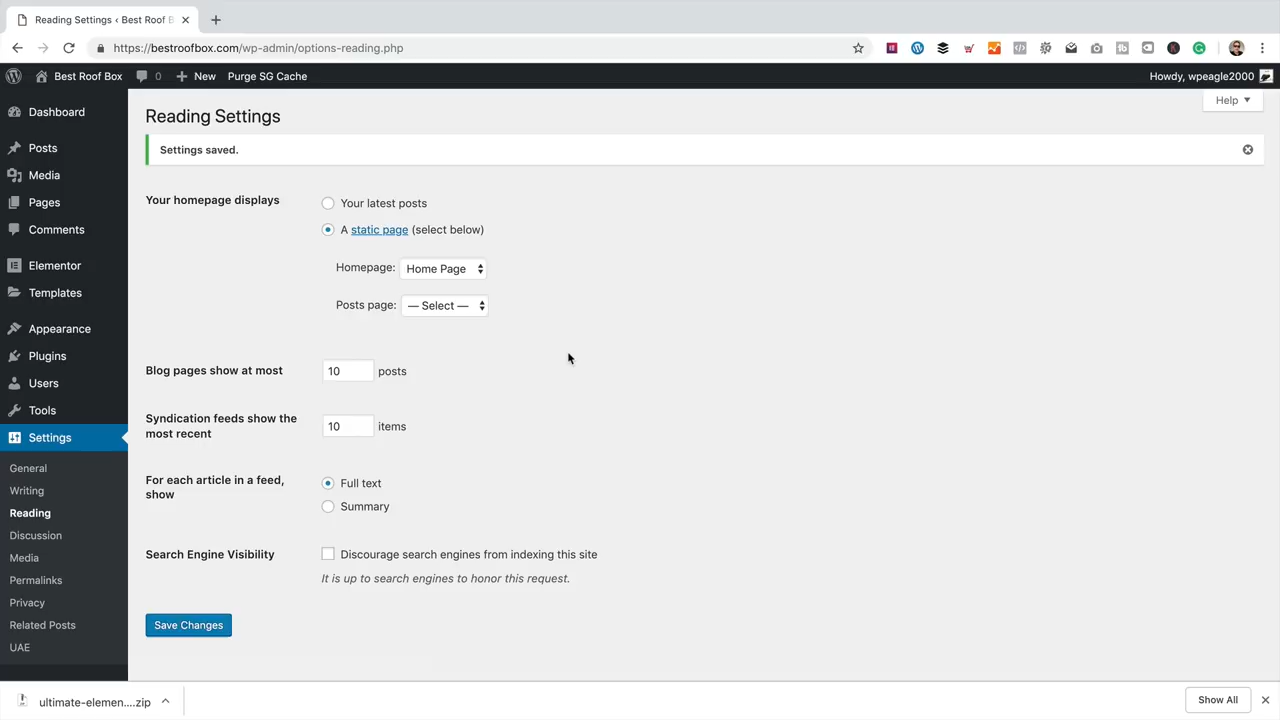 Reading Settings ‹ Best Roof B
https://bestroofbox.com/wp-admin/options-reading.php
Best Roof Box
0
New
Purge SG Cache
Howdy, wpeagle2000
Dashboard
Posts
Media
Pages
Comments
Elementor
Templates
Appearance
Plugins
Users
Tools
Settings
General
Writing
Reading
Discussion
Media
Permalinks
Privacy
Related Posts
UAE
Help
Reading Settings
Settings saved.
Your homepage displays
Your latest posts
A static page (select below)
Homepage: Home Page
Posts page: — Select —
Blog pages show at most
10 posts
Syndication feeds show the
most recent
10 items
For each article in a feed,
show
Full text
Summary
Search Engine Visibility
Discourage search engines from indexing this site
It is up to search engines to honor this request.
Save Changes
ultimate-elemen....zip
Show All